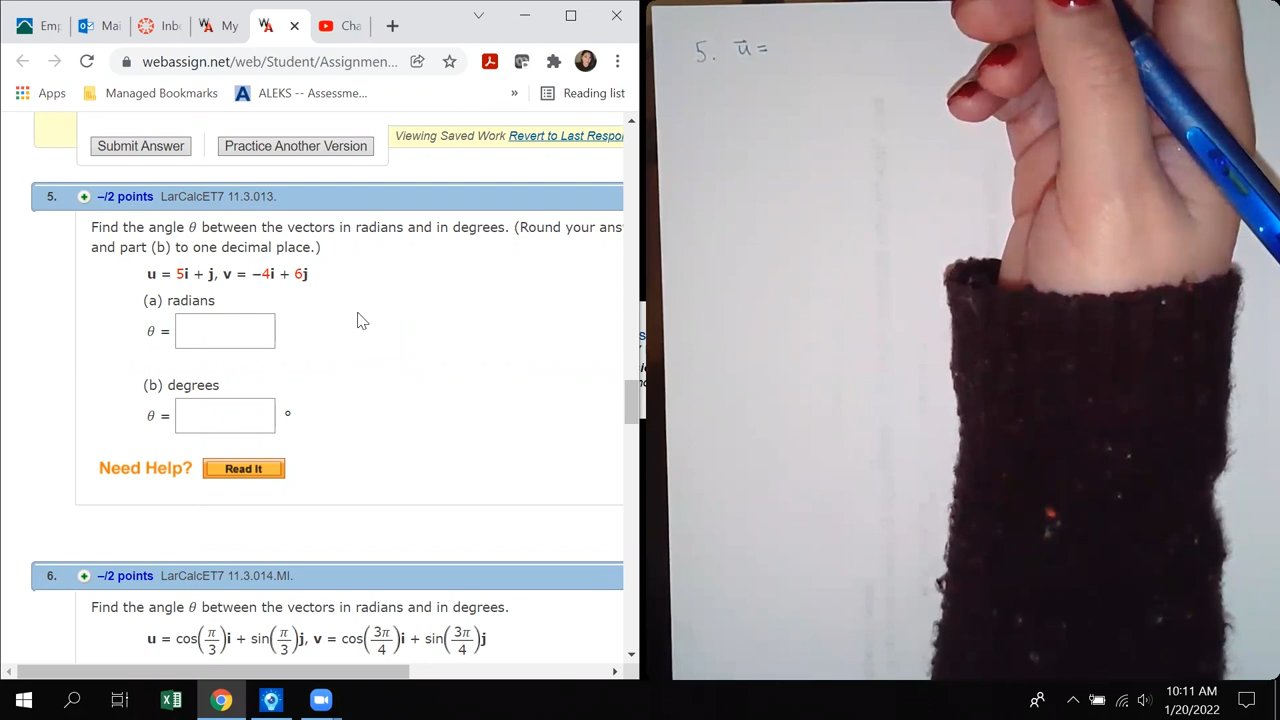 Emp
Mai
Inbo
My
Cha
webassign.net/web/Student/Assignmen...
Apps
Managed Bookmarks
ALEKS -- Assessme...
»
Reading list
Submit Answer
Practice Another Version
Viewing Saved Work Revert to Last Respo
5.
–/2 points LarCalcET7 11.3.013.
Find the angle θ between the vectors in radians and in degrees. (Round your ans
and part (b) to one decimal place.)
u = 5i + j, v = −4i + 6j
(a) radians
θ =
(b) degrees
θ = °
Need Help? Read It
6.
–/2 points LarCalcET7 11.3.014.MI.
Find the angle θ between the vectors in radians and in degrees.
u = cos(π/3)i + sin(π/3)j, v = cos(3π/4)i + sin(3π/4)j
10:11 AM
1/20/2022
5. u⃗ =